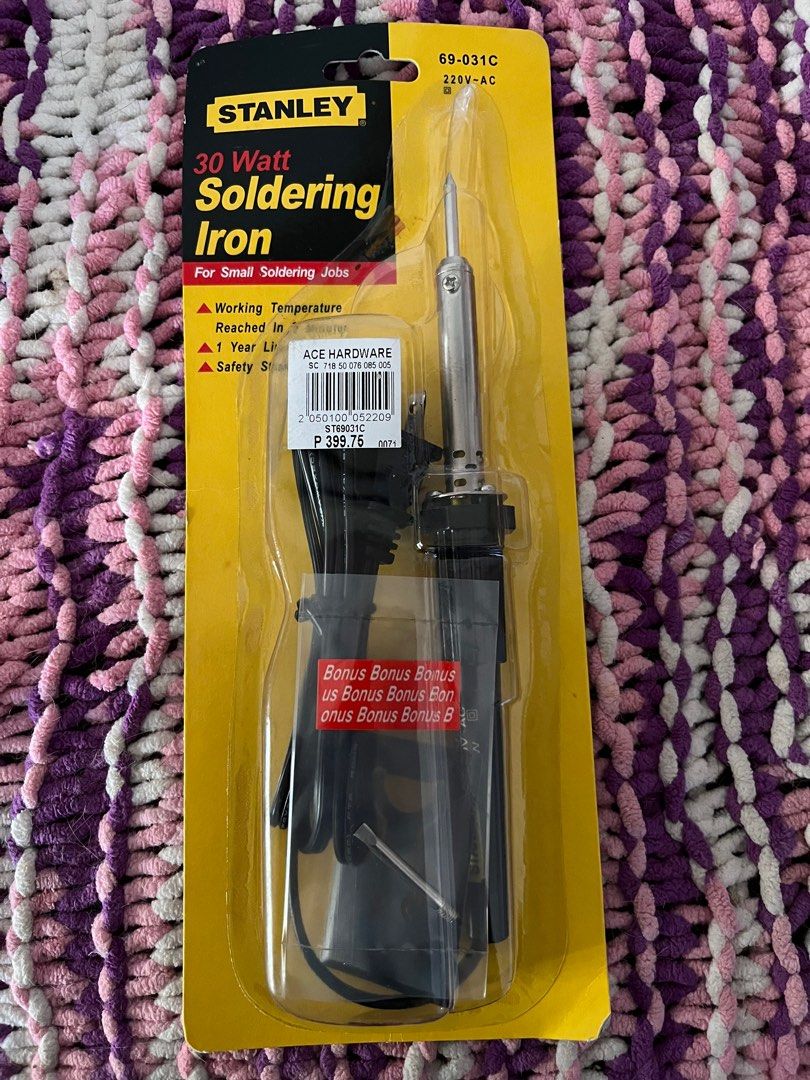 69-031C
220V~AC
STANLEY
30 Watt
Soldering
Iron
For Small Soldering Jobs
Working Temperature
Reached In
1 Year
Safety
ACE HARDWARE
SC 718 50 076 085 005
2 050100 052209
ST69031C
P 399.75 0071
Bonus Bonus Bonus
us Bonus Bonus Bon
onus Bonus Bonus B